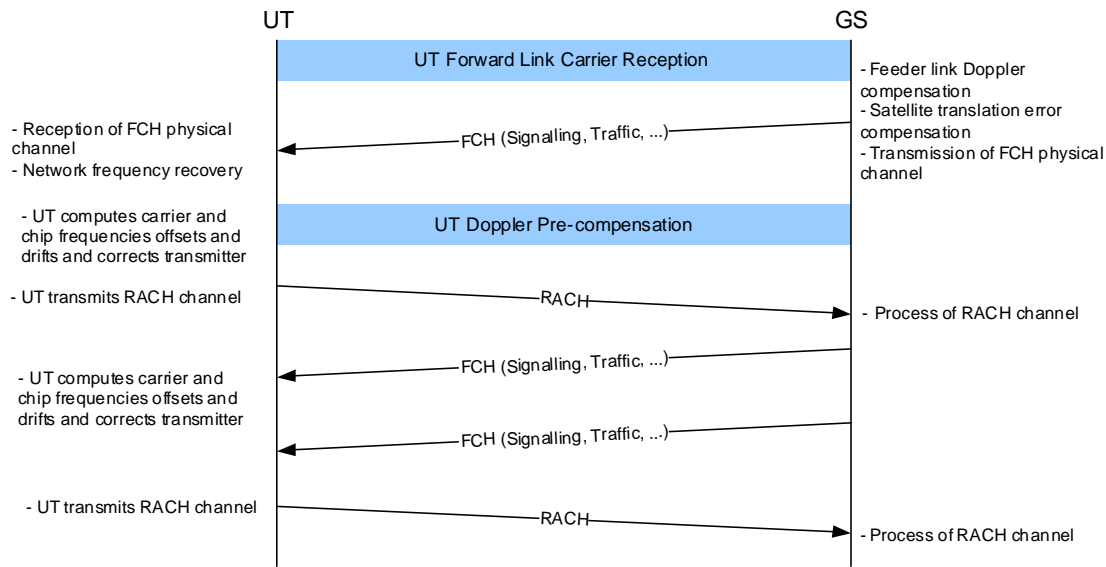 UT
GS
UT Forward Link Carrier Reception
- Feeder link Doppler
compensation
- Satellite translation error
compensation
- Transmission of FCH physical
channel
- Reception of FCH physical
channel
- Network frequency recovery
FCH (Signalling, Traffic, ...)
- UT computes carrier and
chip frequencies offsets and
drifts and corrects transmitter
UT Doppler Pre-compensation
- UT transmits RACH channel
RACH
- Process of RACH channel
FCH (Signalling, Traffic, ...)
- UT computes carrier and
chip frequencies offsets and
drifts and corrects transmitter
FCH (Signalling, Traffic, ...)
- UT transmits RACH channel
RACH
- Process of RACH channel